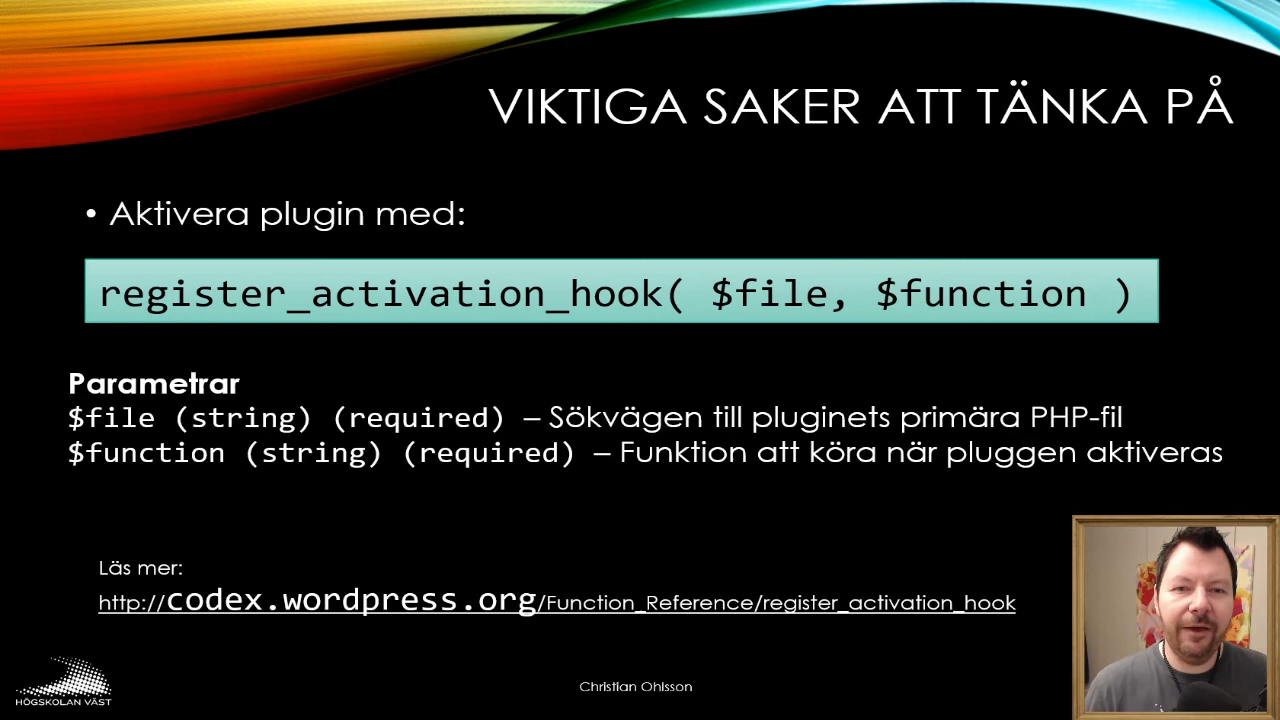 VIKTIGA SAKER ATT TÄNKA PÅ
• Aktivera plugin med:
register_activation_hook( $file, $function )
Parametrar
$file (string) (required) – Sökvägen till pluginets primära PHP-fil
$function (string) (required) – Funktion att köra när pluggen aktiveras
Läs mer:
http://codex.wordpress.org/Function_Reference/register_activation_hook
HÖGSKOLAN VÄST
Christian Ohlsson